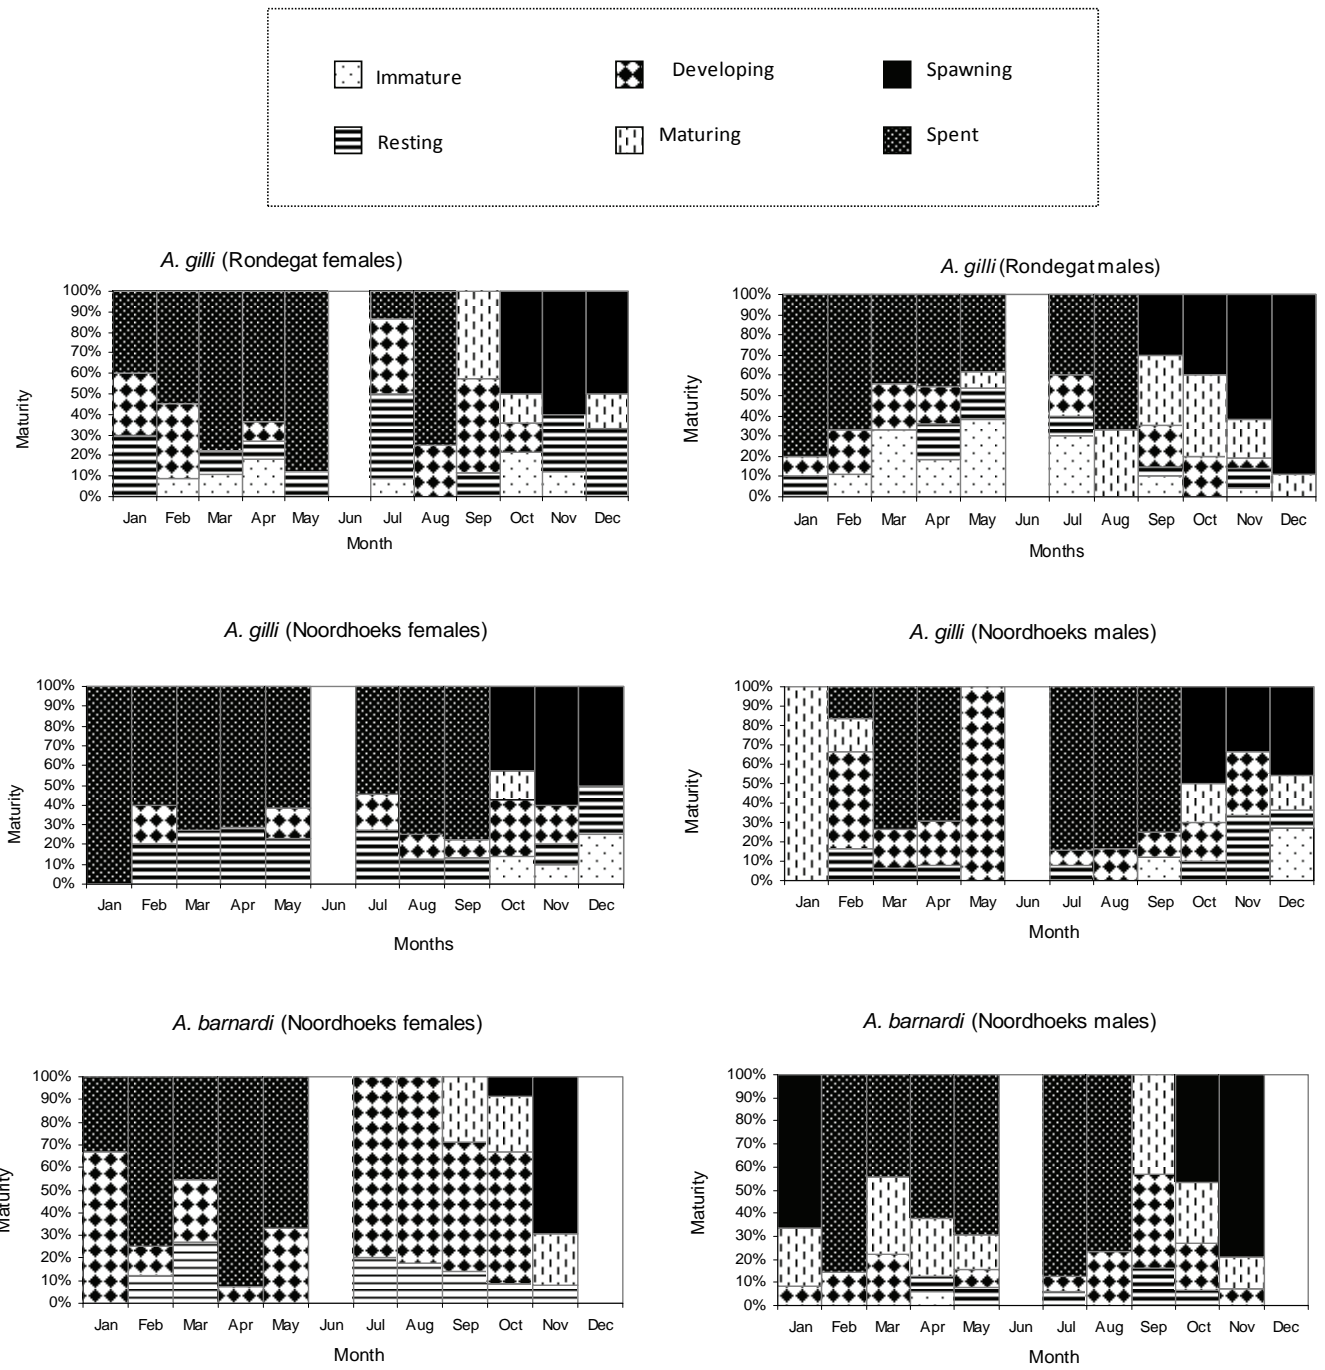 Immature
Developing
Spawning
Resting
Maturing
Spent
A. gilli (Rondegat females)
Maturity
100%
90%
80%
70%
60%
50%
40%
30%
20%
10%
0%
Jan Feb Mar Apr May Jun Jul Aug Sep Oct Nov Dec
Month
A. gilli (Rondegat males)
Maturity
100%
90%
80%
70%
60%
50%
40%
30%
20%
10%
0%
Jan Feb Mar Apr May Jun Jul Aug Sep Oct Nov Dec
Months
A. gilli (Noordhoeks females)
Maturity
100%
90%
80%
70%
60%
50%
40%
30%
20%
10%
0%
Jan Feb Mar Apr May Jun Jul Aug Sep Oct Nov Dec
Months
A. gilli (Noordhoeks males)
Maturity
100%
90%
80%
70%
60%
50%
40%
30%
20%
10%
0%
Jan Feb Mar Apr May Jun Jul Aug Sep Oct Nov Dec
Month
A. barnardi (Noordhoeks females)
Maturity
100%
90%
80%
70%
60%
50%
40%
30%
20%
10%
0%
Jan Feb Mar Apr May Jun Jul Aug Sep Oct Nov Dec
Month
A. barnardi (Noordhoeks males)
Maturity
100%
90%
80%
70%
60%
50%
40%
30%
20%
10%
0%
Jan Feb Mar Apr May Jun Jul Aug Sep Oct Nov Dec
Month